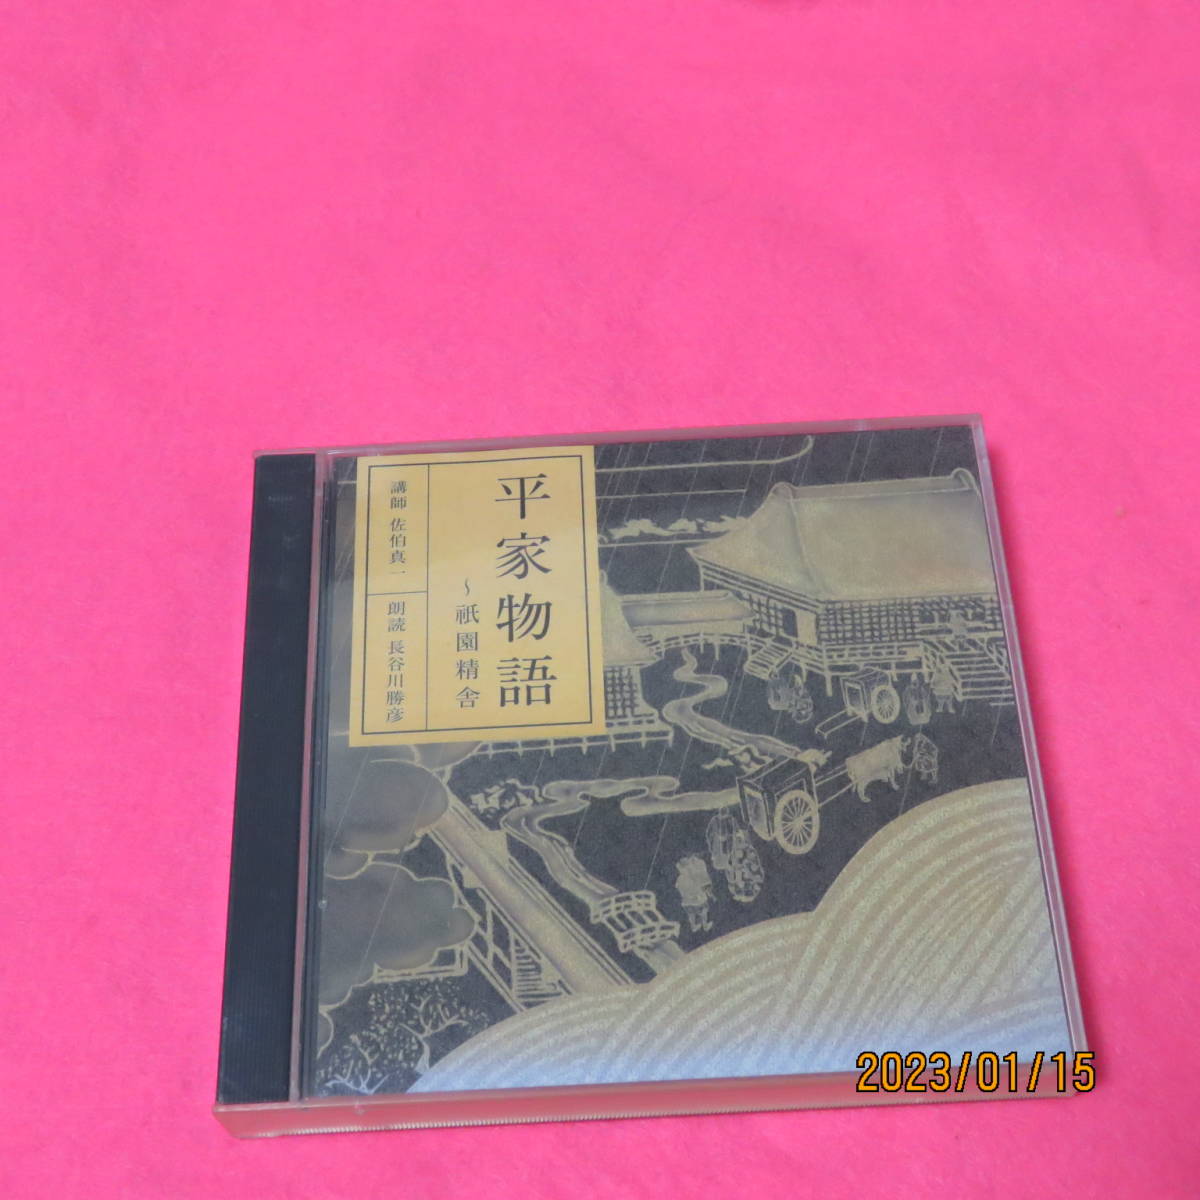 平家物語
～祇園精舎
講師 佐伯真一
朗読 長谷川勝彦
2023/01/15